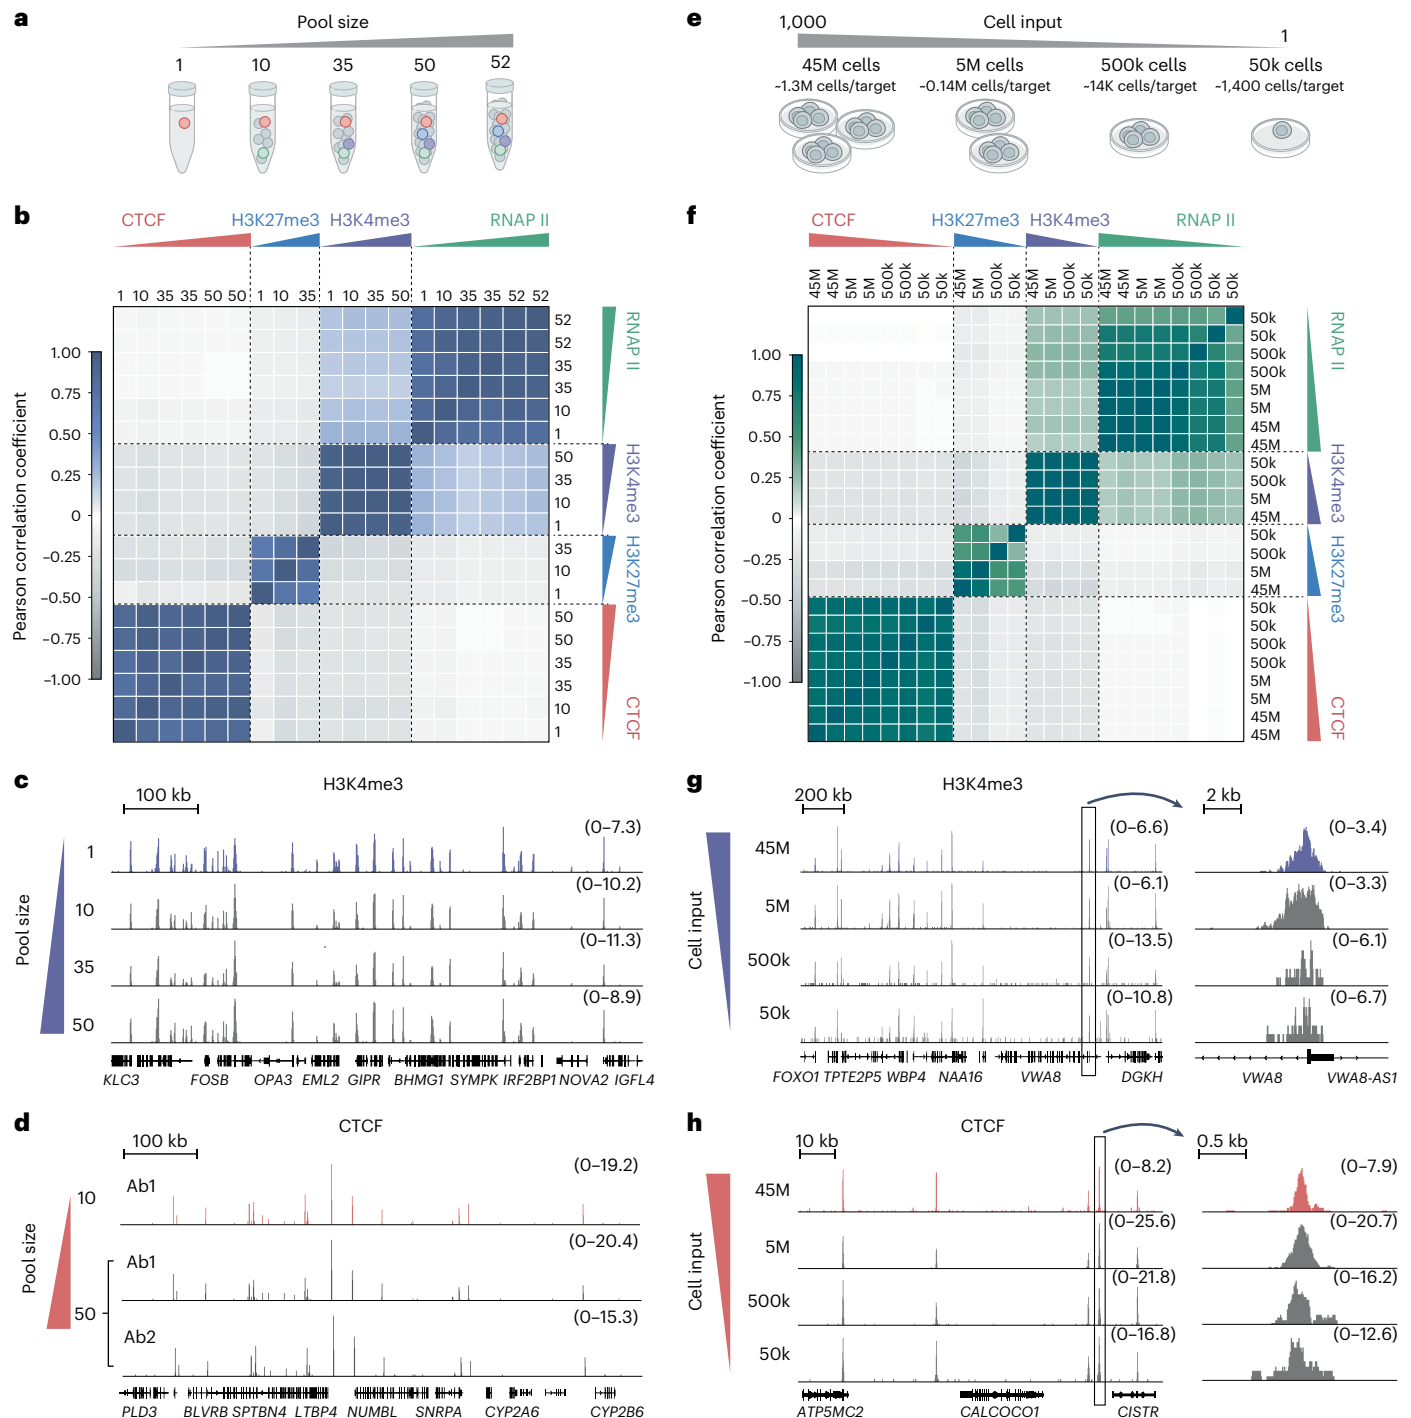 a
Pool size
1 10 35 50 52
b
CTCF H3K27me3 H3K4me3 RNAP II
1 10 35 35 50 50 1 10 35 1 10 35 50 1 10 35 35 52 52
Pearson correlation coefficient
1.00
0.75
0.50
0.25
0
−0.25
−0.50
−0.75
−1.00
52
52
35
35
10
1
50
35
10
1
35
10
1
50
50
35
35
10
1
RNAP II
H3K4me3
H3K27me3
CTCF
c
H3K4me3
100 kb
Pool size
1 (0–7.3)
10 (0–10.2)
35 (0–11.3)
50 (0–8.9)
KLC3 FOSB OPA3 EML2 GIPR BHMG1 SYMPK IRF2BP1 NOVA2 IGFL4
d
CTCF
100 kb
Pool size
10 Ab1 (0–19.2)
Ab1 (0–20.4)
50
Ab2 (0–15.3)
PLD3 BLVRB SPTBN4 LTBP4 NUMBL SNRPA CYP2A6 CYP2B6
e
1,000 Cell input 1
45M cells 5M cells 500k cells 50k cells
~1.3M cells/target ~0.14M cells/target ~14K cells/target ~1,400 cells/target
f
CTCF H3K27me3 H3K4me3 RNAP II
45M 45M 5M 5M 500k 500k 50k 50k 45M 5M 500k 50k 45M 5M 500k 50k 45M 45M 5M 5M 500k 500k 50k 50k
Pearson correlation coefficient
1.00
0.75
0.50
0.25
0
−0.25
−0.50
−0.75
−1.00
50k
50k
500k
500k
5M
5M
45M
45M
50k
500k
5M
45M
50k
500k
5M
45M
50k
50k
500k
500k
5M
5M
45M
45M
RNAP II
H3K4me3
H3K27me3
CTCF
g
H3K4me3
200 kb 2 kb
Cell input
45M (0–6.6) (0–3.4)
5M (0–6.1) (0–3.3)
500k (0–13.5) (0–6.1)
50k (0–10.8) (0–6.7)
FOXO1 TPTE2P5 WBP4 NAA16 VWA8 DGKH VWA8 VWA8-AS1
h
CTCF
10 kb 0.5 kb
Cell input
45M (0–8.2) (0–7.9)
5M (0–25.6) (0–20.7)
500k (0–21.8) (0–16.2)
50k (0–16.8) (0–12.6)
ATP5MC2 CALCOCO1 CISTR